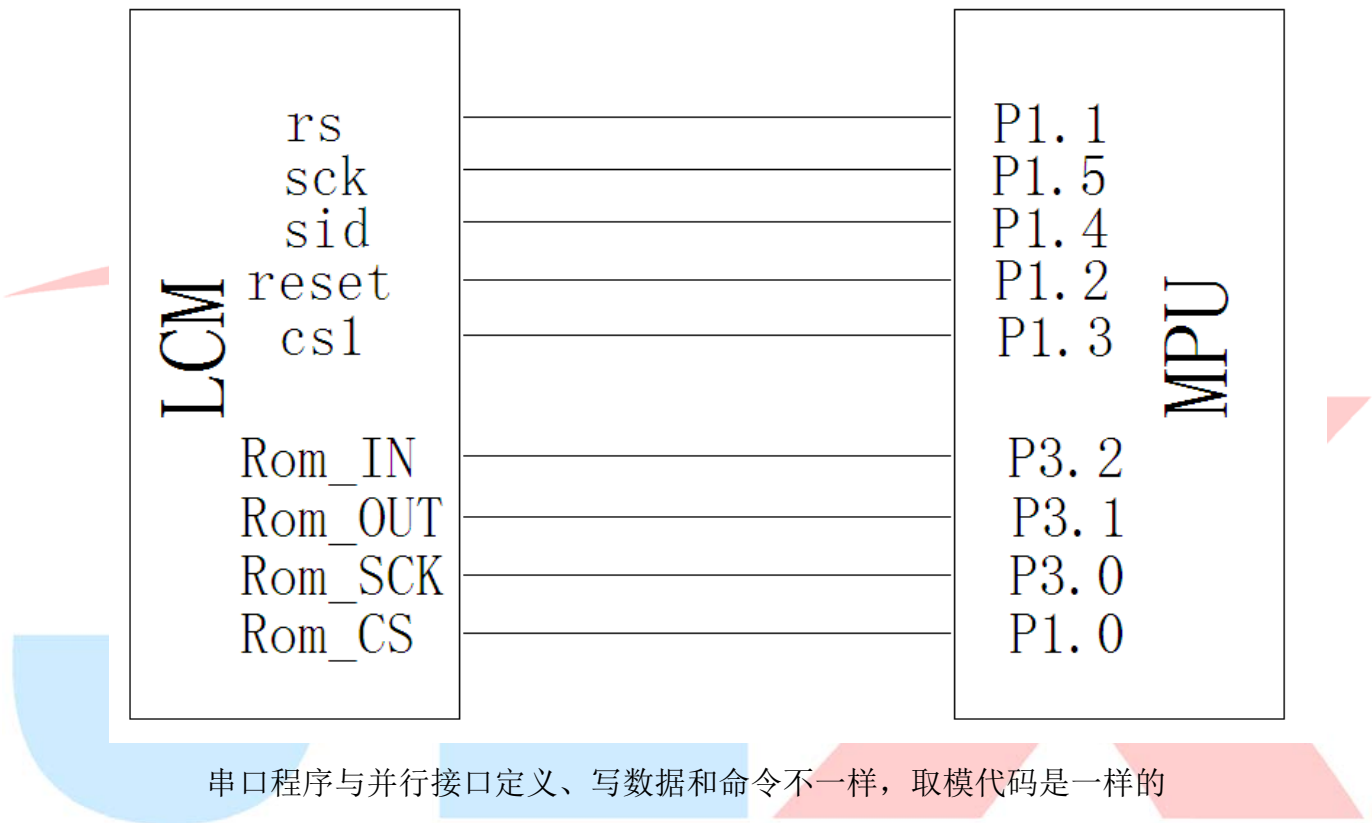 rs P1.1
sck P1.5
sid P1.4
reset P1.2
cs1 P1.3
LCM MPU
Rom_IN P3.2
Rom_OUT P3.1
Rom_SCK P3.0
Rom_CS P1.0
串口程序与并行接口定义、写数据和命令不一样，取模代码是一样的